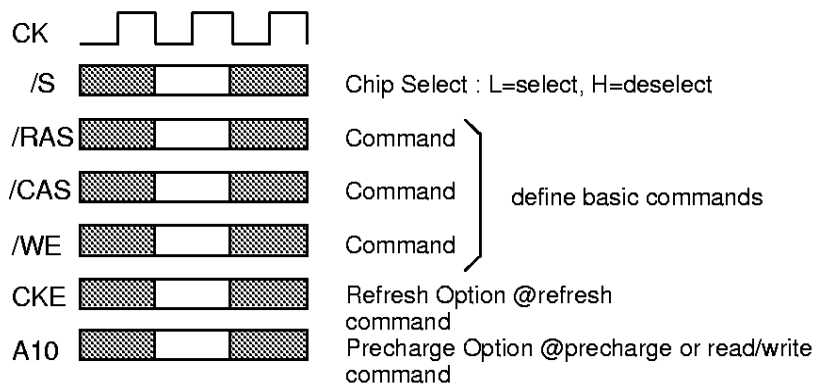 CK
/S Chip Select : L=select, H=deselect
/RAS Command
/CAS Command define basic commands
/WE Command
CKE Refresh Option @refresh
command
A10 Precharge Option @precharge or read/write
command